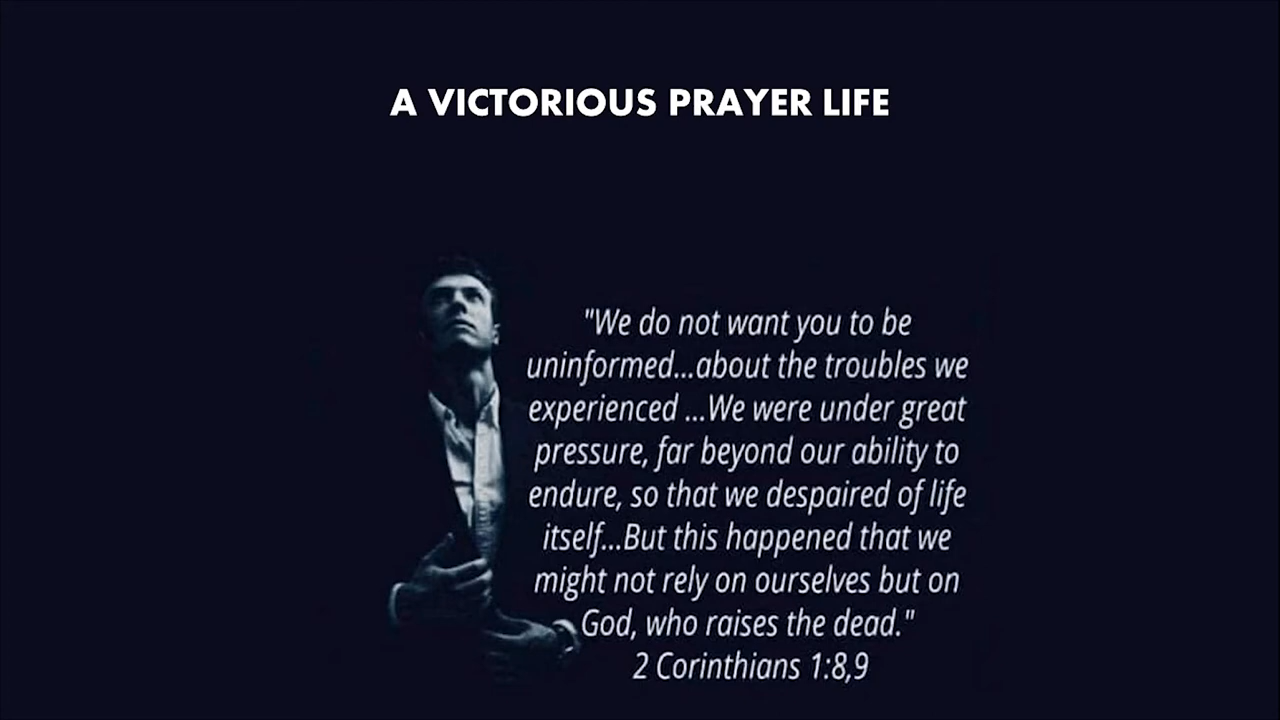 A VICTORIOUS PRAYER LIFE
"We do not want you to be
uninformed...about the troubles we
experienced ...We were under great
pressure, far beyond our ability to
endure, so that we despaired of life
itself...But this happened that we
might not rely on ourselves but on
God, who raises the dead."
2 Corinthians 1:8,9